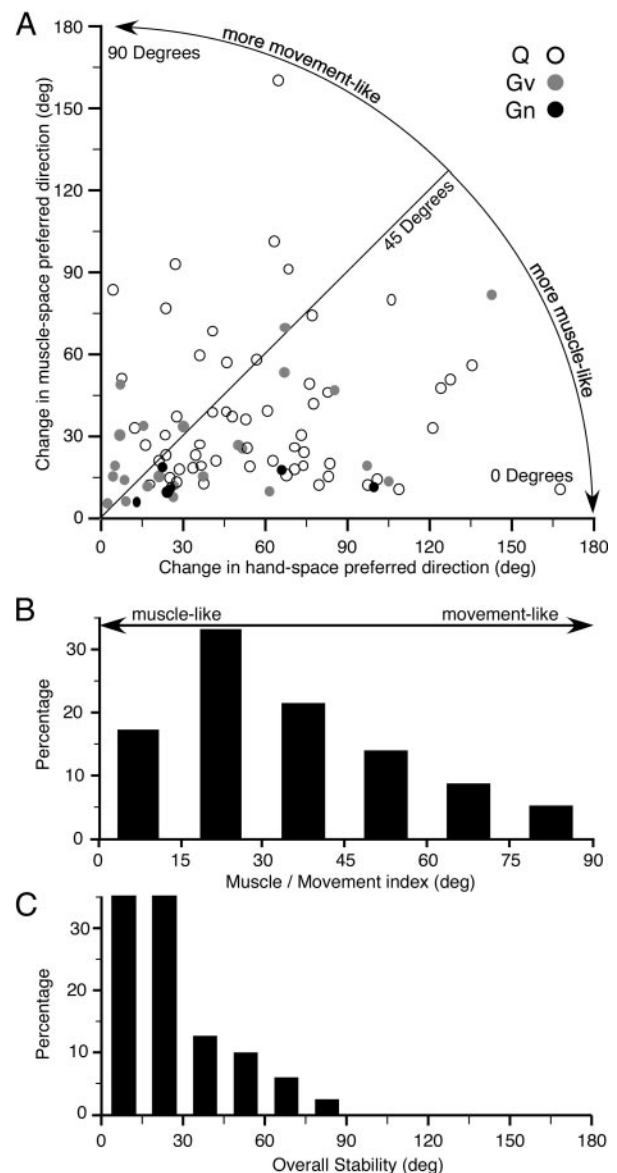 A
180
150
120
90
60
30
0
Change in muscle-space preferred direction (deg)
90 Degrees
more movement-like
45 Degrees
more muscle-like
0 Degrees
Q
Gv
Gn
0 30 60 90 120 150 180
Change in hand-space preferred direction (deg)
B
muscle-like movement-like
30
20
10
0
Percentage
0 15 30 45 60 75 90
Muscle / Movement index (deg)
C
30
20
10
0
Percentage
0 30 60 90 120 150 180
Overall Stability (deg)